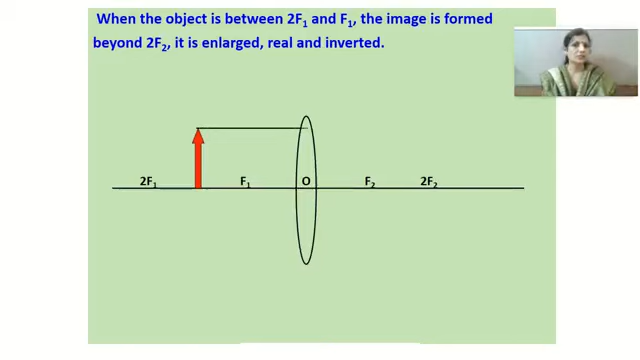 When the object is between 2F₁ and F₁, the image is formed
beyond 2F₂, it is enlarged, real and inverted.
2F₁ F₁ O F₂ 2F₂